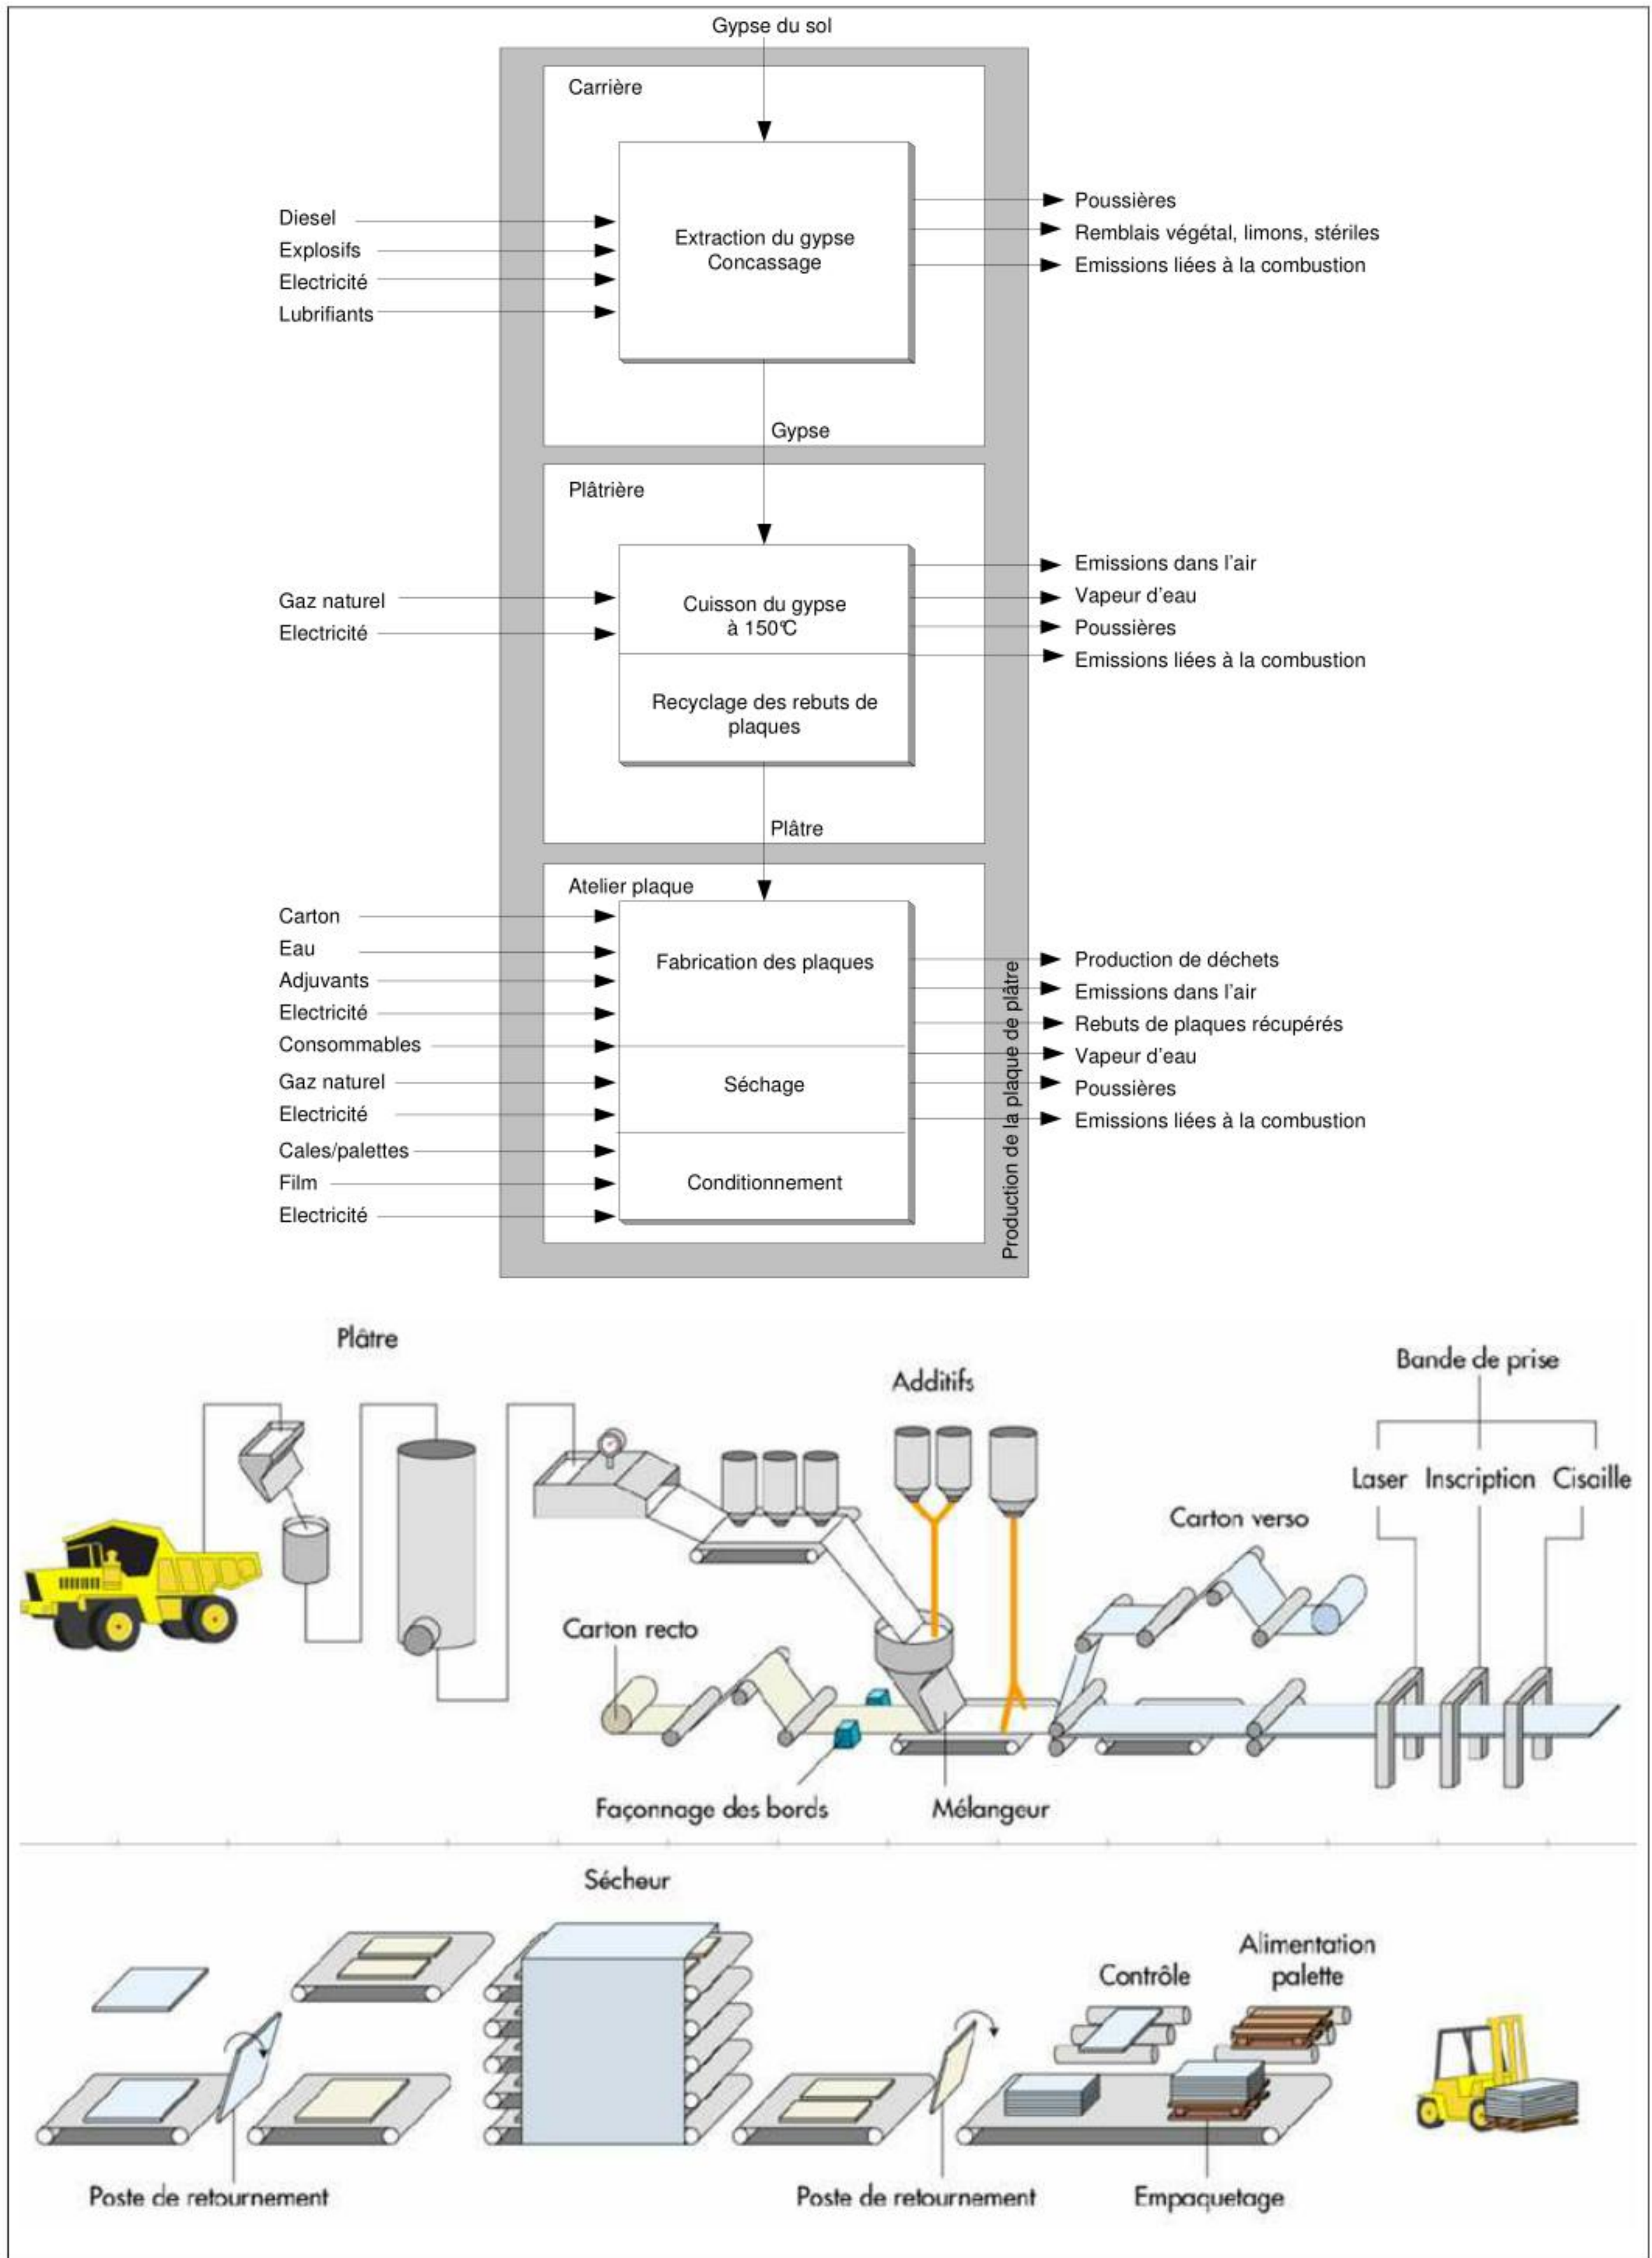 Gypse du sol
Carrière
Diesel
Explosifs
Electricité
Lubrifiants
Extraction du gypse
Concassage
Poussières
Remblais végétal, limons, stériles
Emissions liées à la combustion
Gypse
Plâtrière
Gaz naturel
Electricité
Cuisson du gypse
à 150°C
Recyclage des rebuts de
plaques
Emissions dans l'air
Vapeur d'eau
Poussières
Emissions liées à la combustion
Plâtre
Atelier plaque
Carton
Eau
Adjuvants
Electricité
Consommables
Gaz naturel
Electricité
Cales/palettes
Film
Electricité
Fabrication des plaques
Séchage
Conditionnement
Production de la plaque de plâtre
Production de déchets
Emissions dans l'air
Rebuts de plaques récupérés
Vapeur d'eau
Poussières
Emissions liées à la combustion
Plâtre
Additifs
Bande de prise
Laser Inscription Cisaille
Carton verso
Carton recto
Façonnage des bords
Mélangeur
Sécheur
Contrôle
Alimentation
palette
Poste de retournement
Poste de retournement
Empaquetage